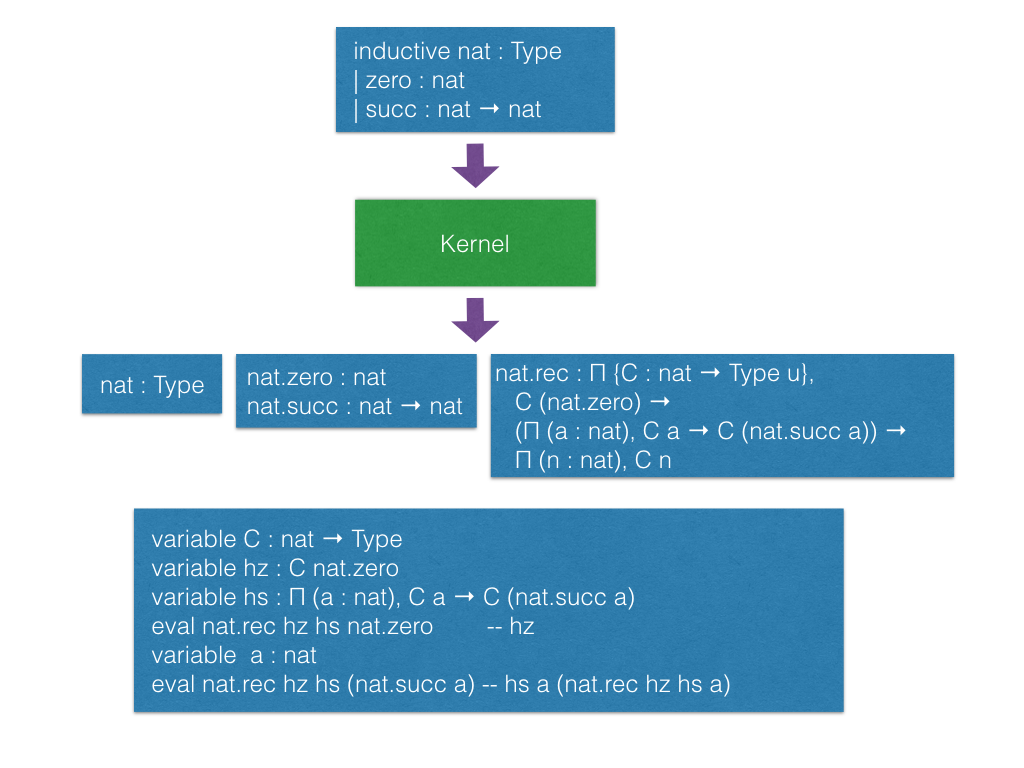 inductive nat : Type
| zero : nat
| succ : nat → nat
Kernel
nat : Type
nat.zero : nat
nat.succ : nat → nat
nat.rec : Π {C : nat → Type u},
C (nat.zero) →
(Π (a : nat), C a → C (nat.succ a)) →
Π (n : nat), C n
variable C : nat → Type
variable hz : C nat.zero
variable hs : Π (a : nat), C a → C (nat.succ a)
eval nat.rec hz hs nat.zero -- hz
variable a : nat
eval nat.rec hz hs (nat.succ a) -- hs a (nat.rec hz hs a)